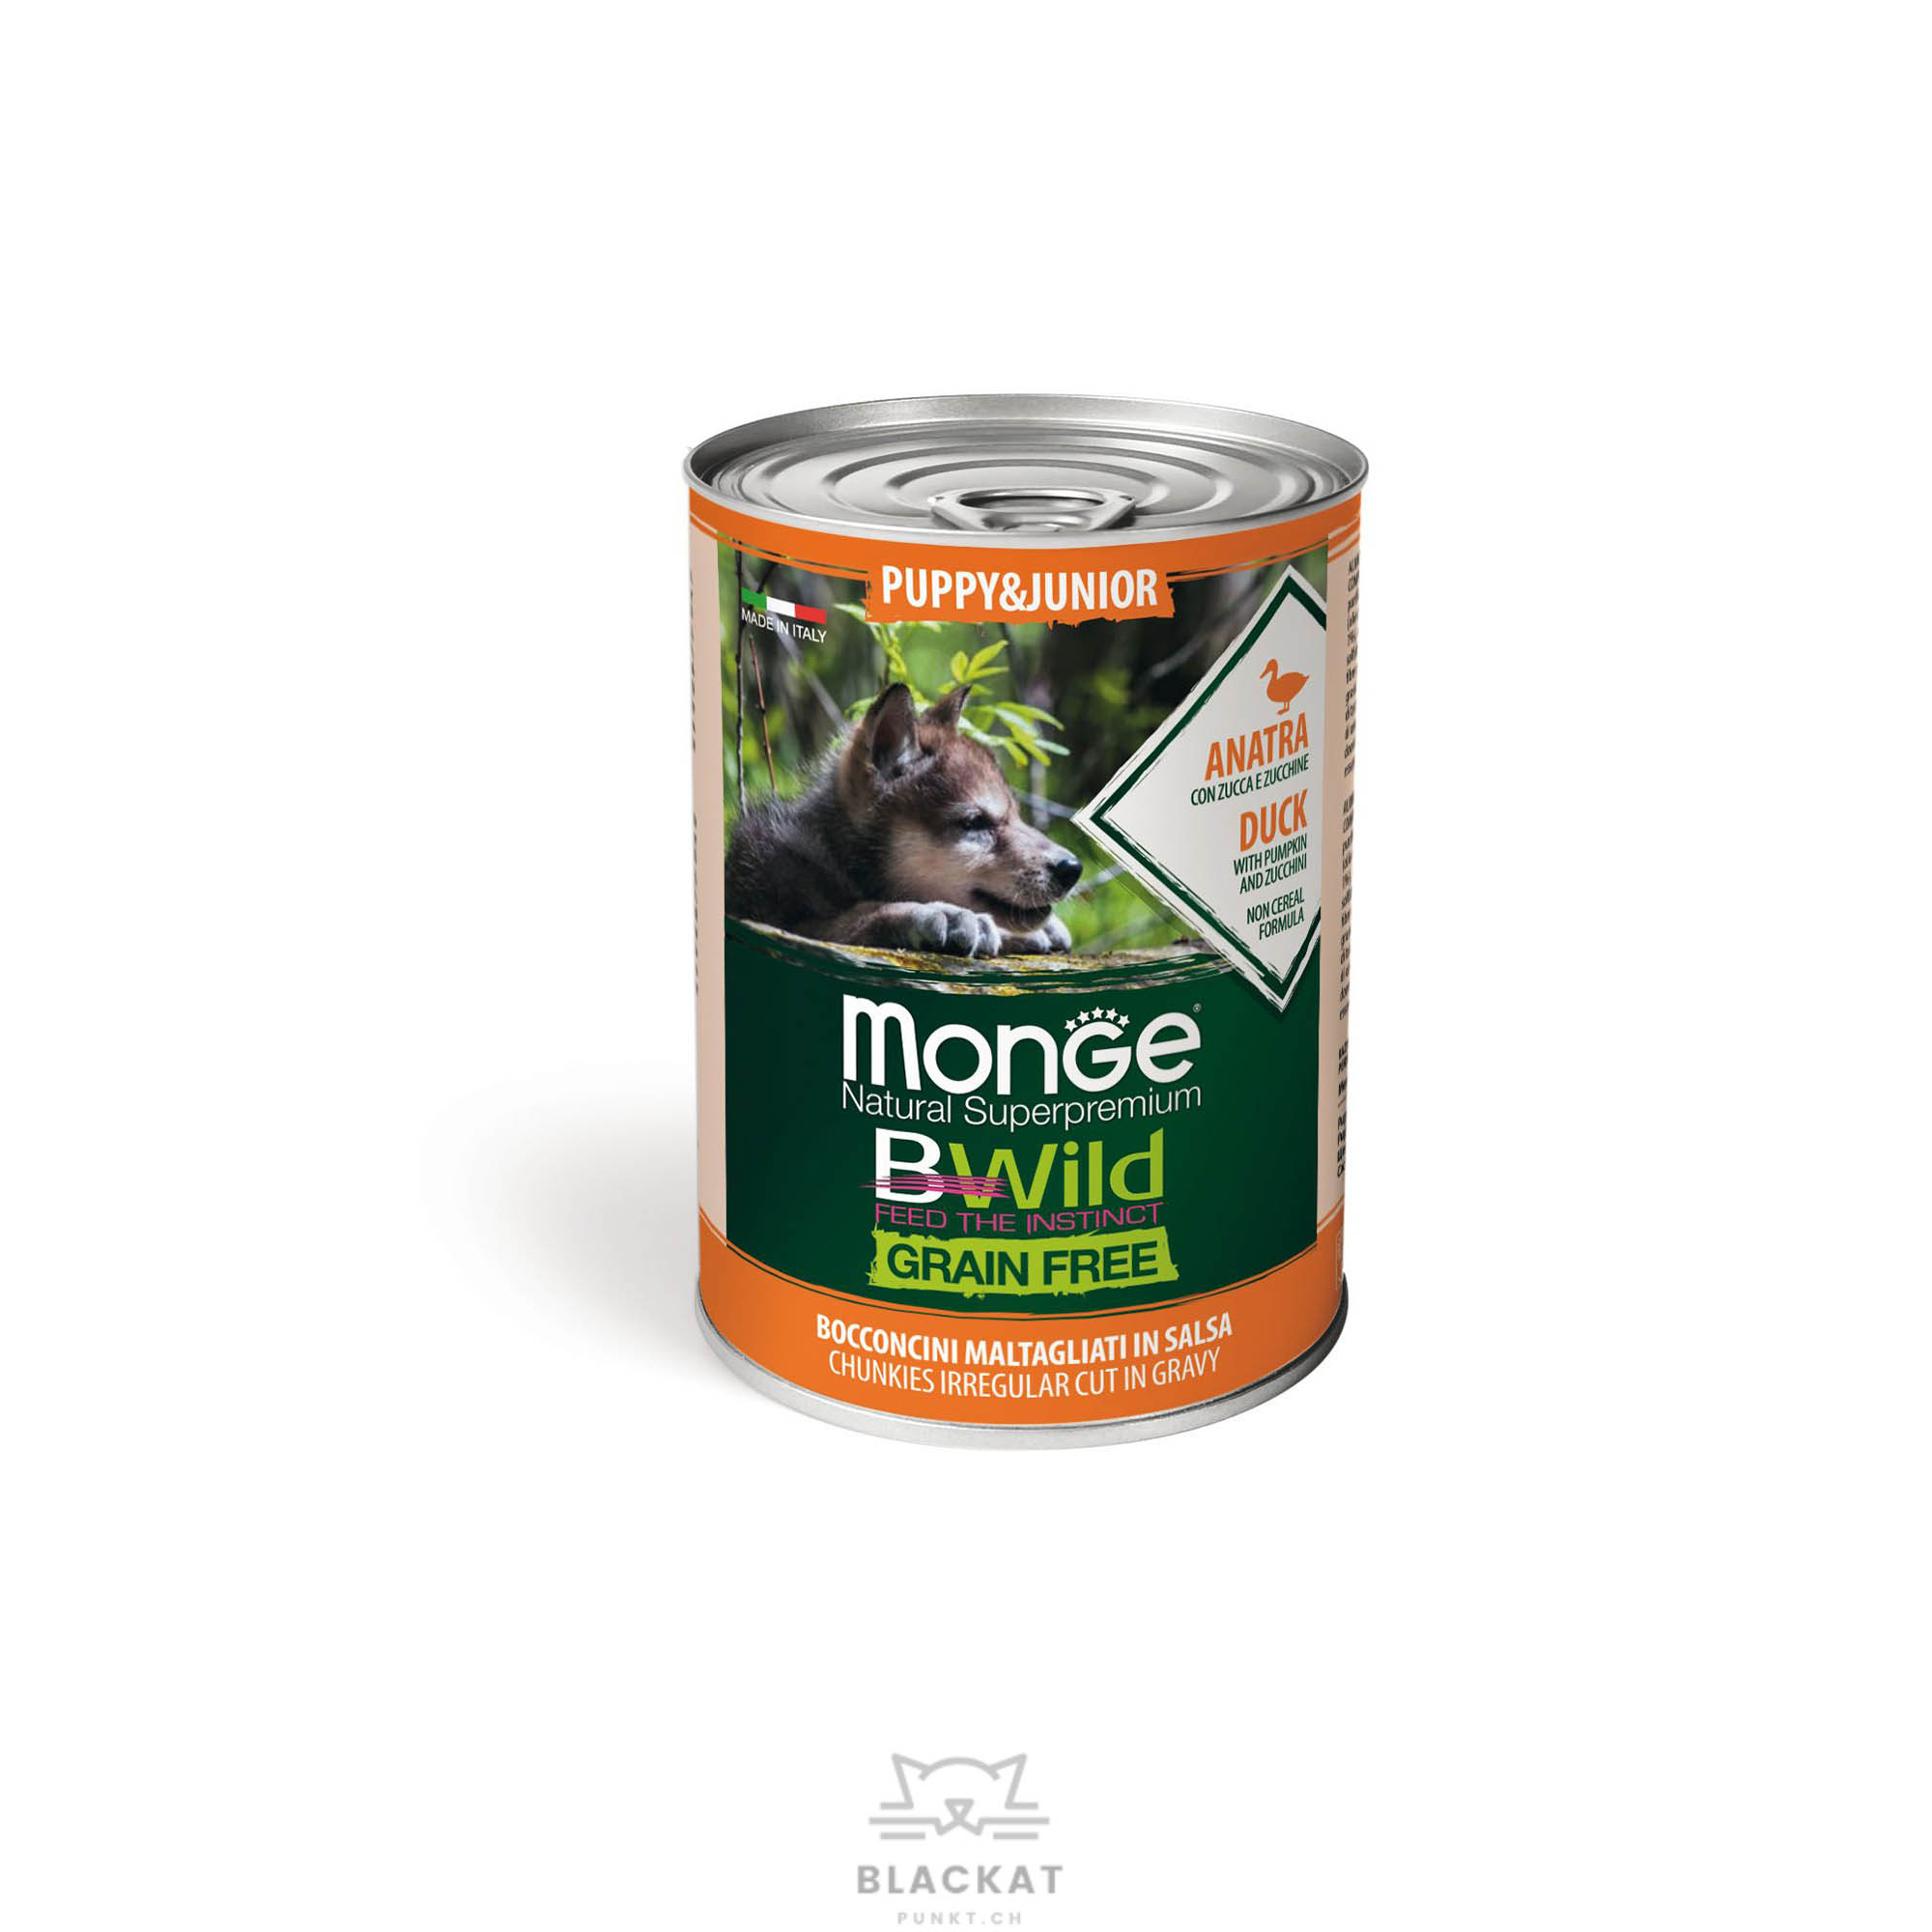 PUPPY&JUNIOR
MADE IN ITALY
ANATRA
CON ZUCCA E ZUCCHINE
DUCK
WITH PUMPKIN
AND ZUCCHINI
NON CEREAL
FORMULA
MonGe®
Natural Superpremium
BWild
FEED THE INSTINCT
GRAIN FREE
BOCCONCINI MALTAGLIATI IN SALSA
CHUNKIES IRREGULAR CUT IN GRAVY
BLACKAT
PUNKT.CH